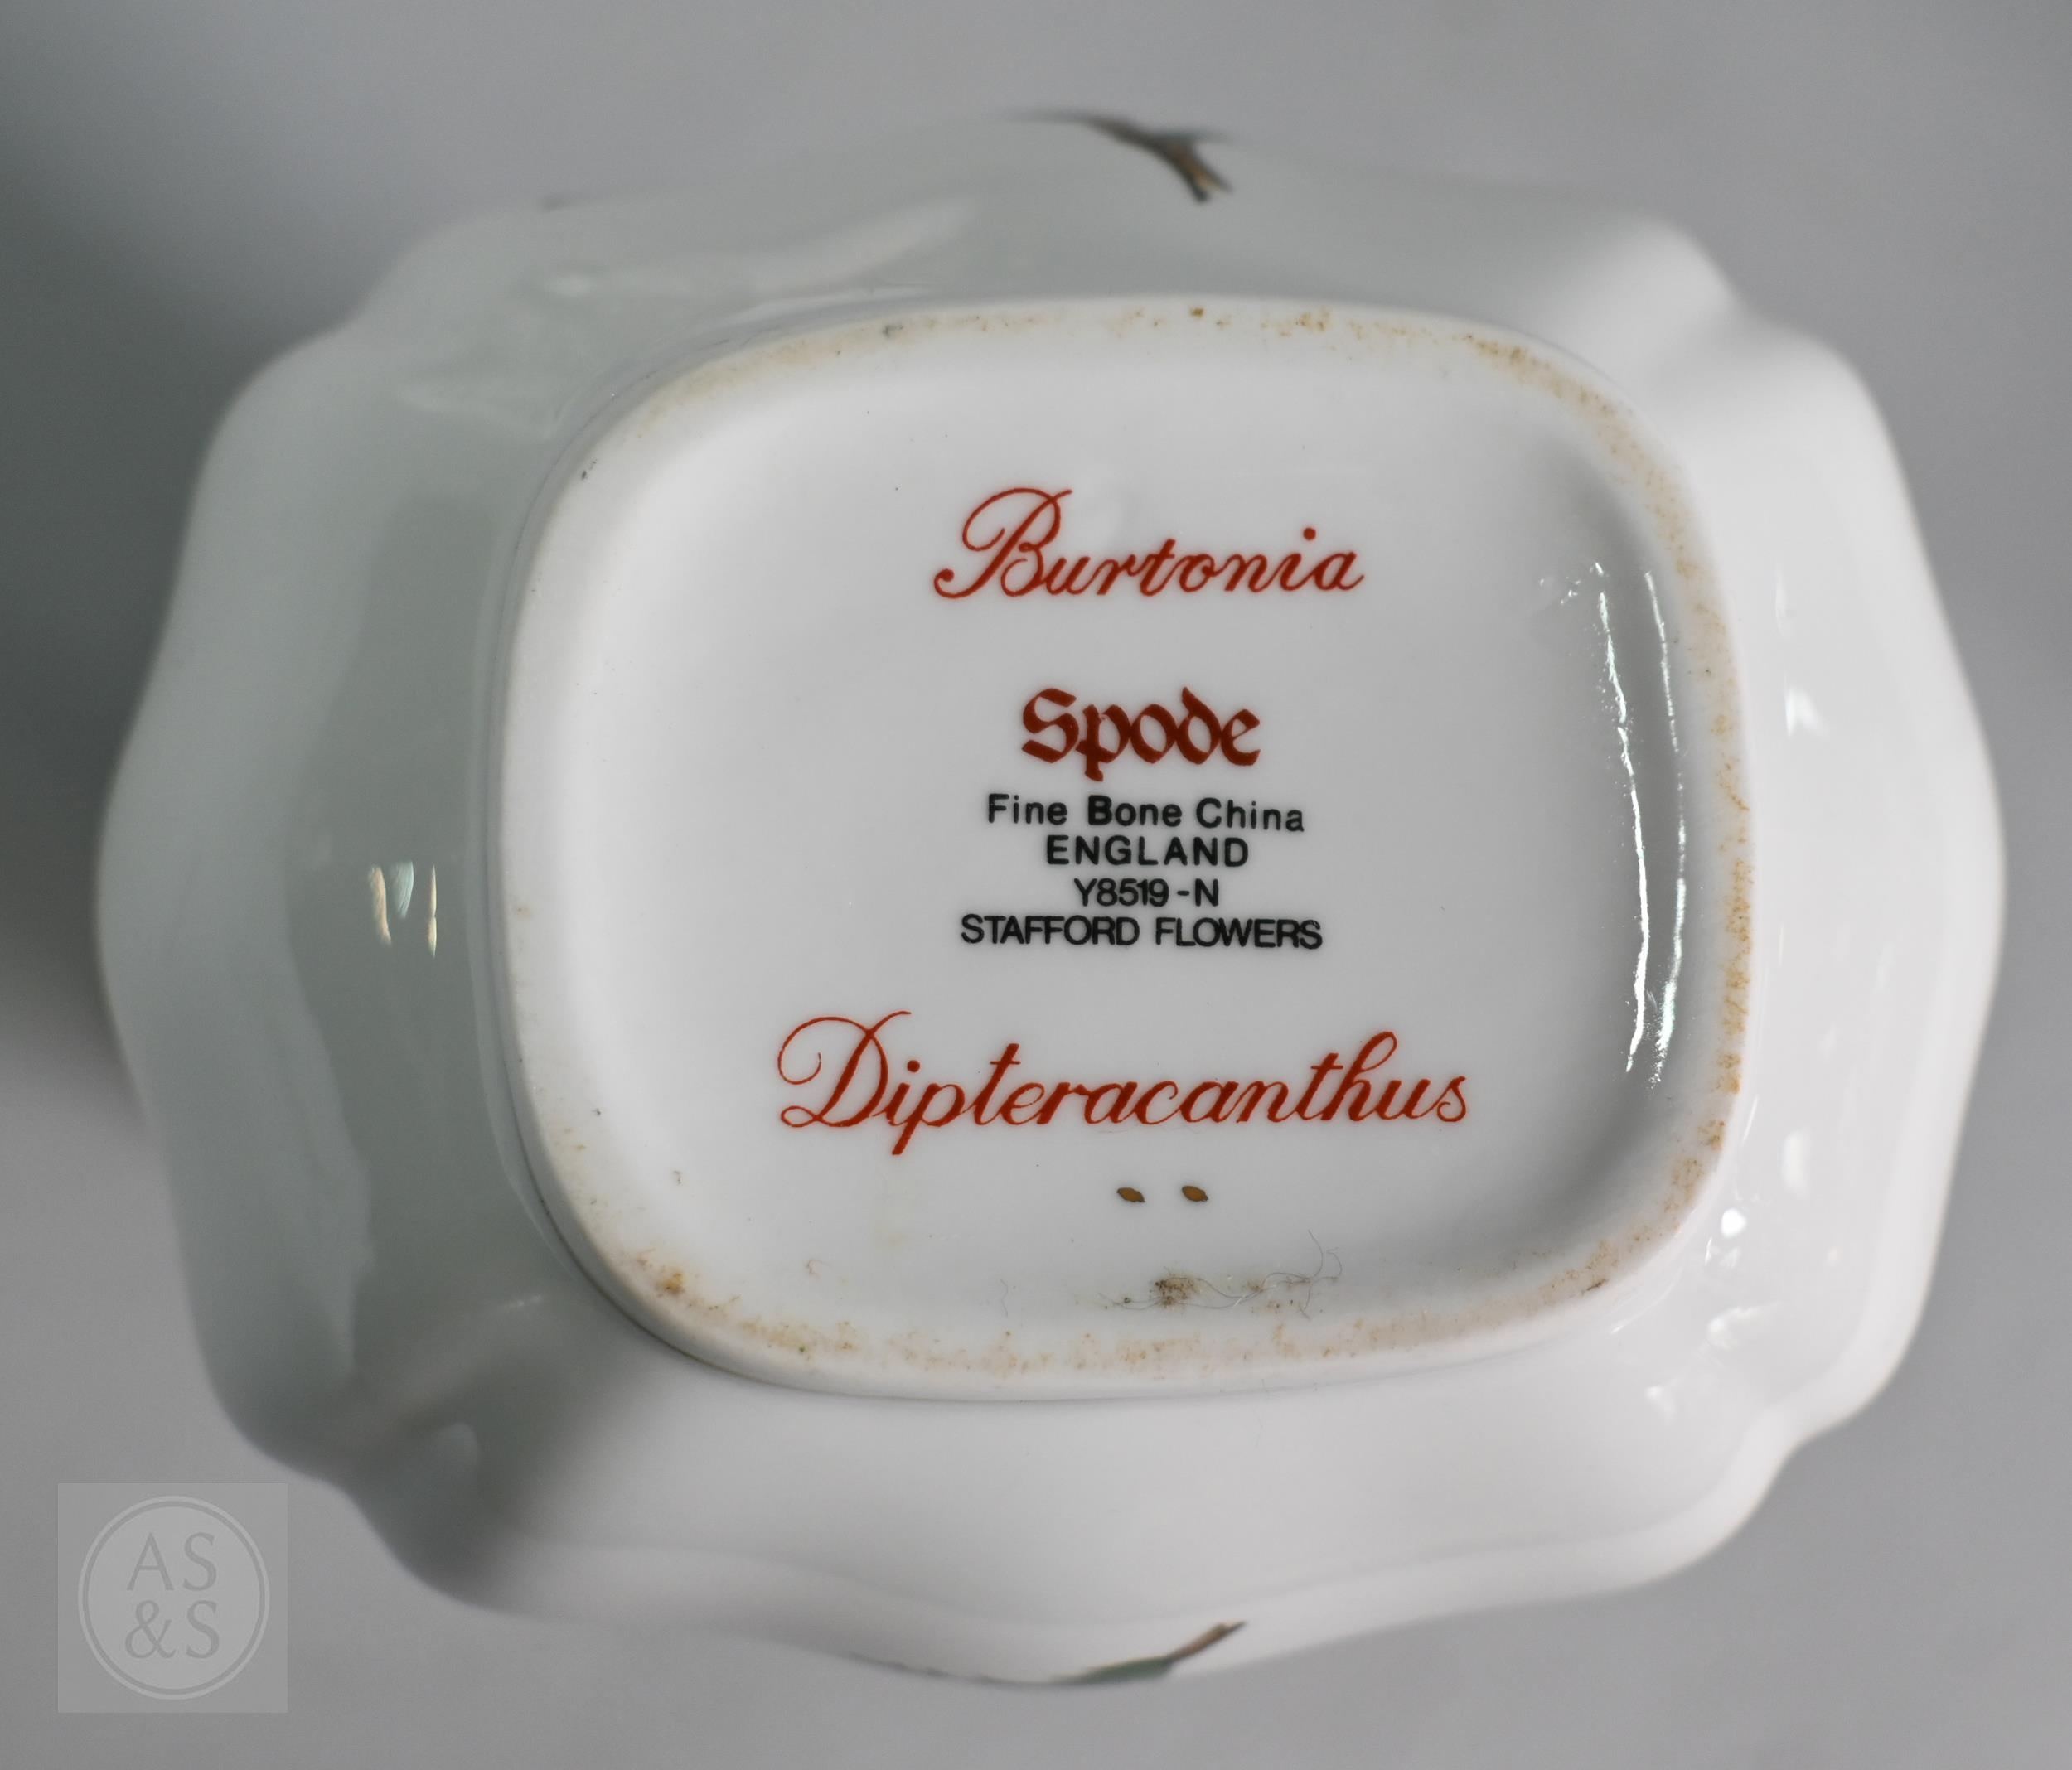 Burtonia
Spode
Fine Bone China
ENGLAND
Y8519-N
STAFFORD FLOWERS
Dipteracanthus
AS
&S